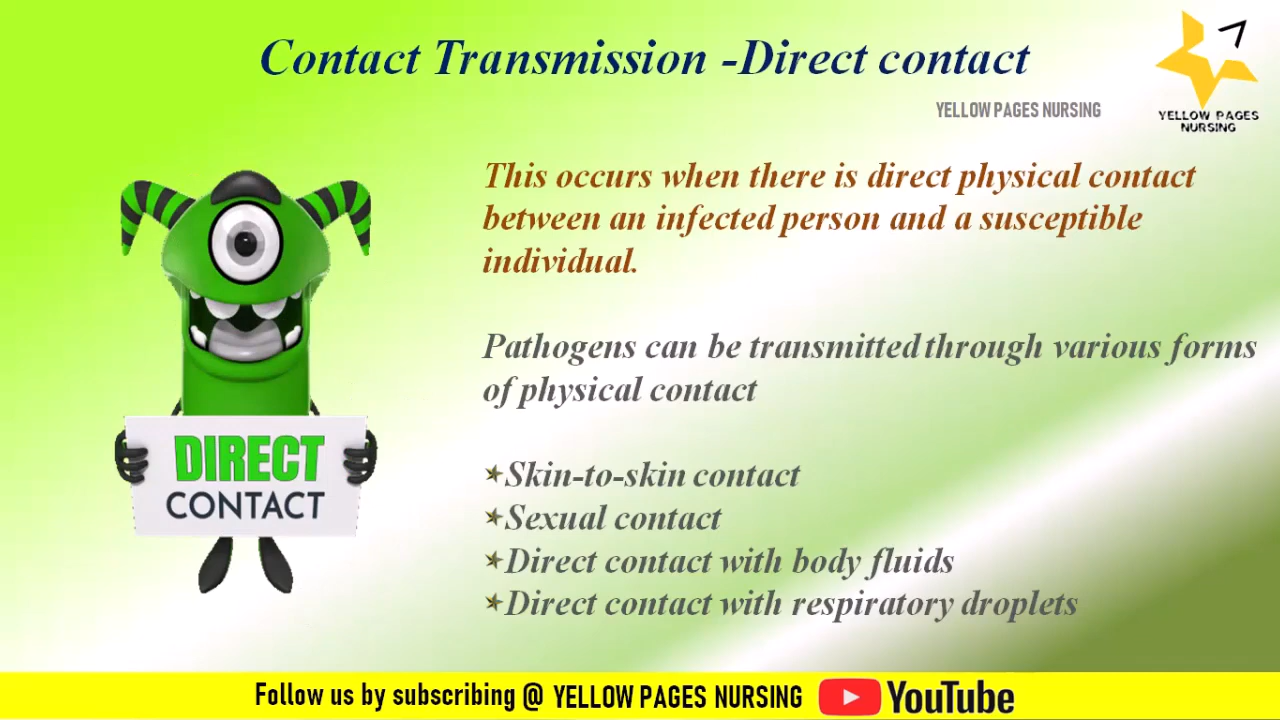 Contact Transmission -Direct contact
YELLOW PAGES NURSING
YELLOW PAGES
NURSING
This occurs when there is direct physical contact
between an infected person and a susceptible
individual.
Pathogens can be transmitted through various forms
of physical contact
Skin-to-skin contact
Sexual contact
Direct contact with body fluids
Direct contact with respiratory droplets
DIRECT
CONTACT
Follow us by subscribing @ YELLOW PAGES NURSING YouTube